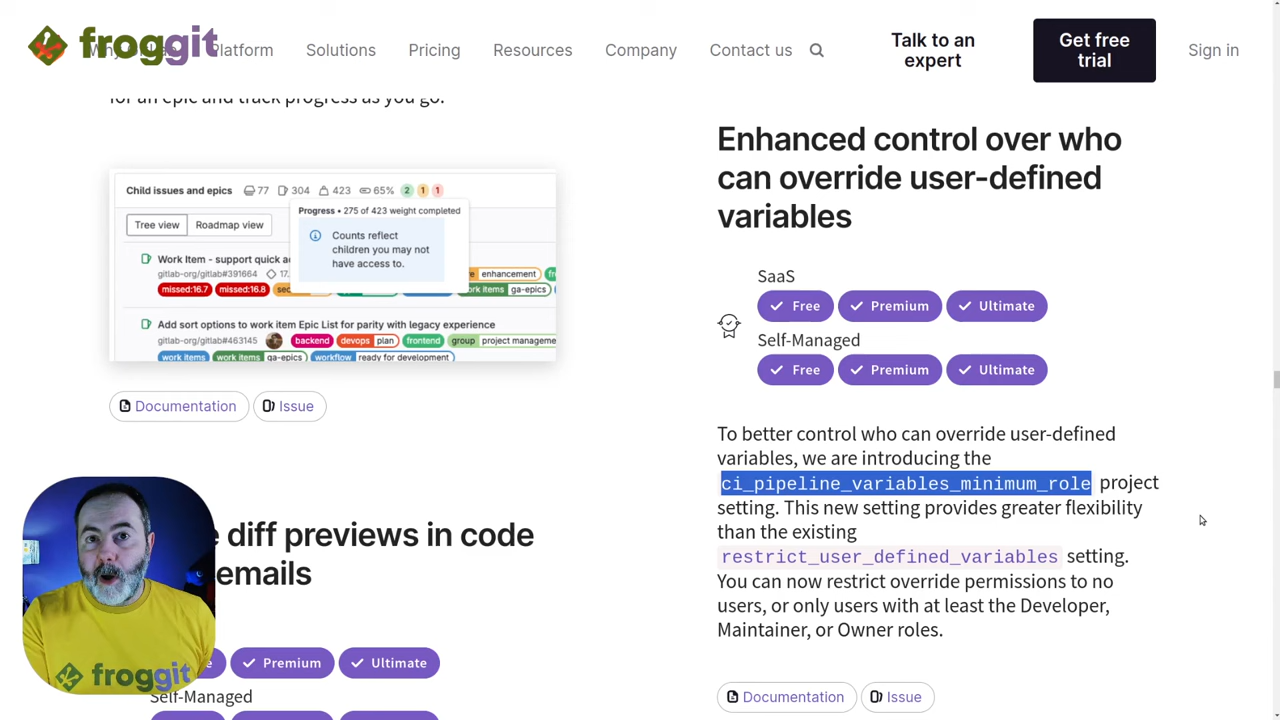 froggit
Platform
Solutions
Pricing
Resources
Company
Contact us
Talk to an
expert
Get free
trial
Sign in
for an epic and track progress as you go.
Child issues and epics 77 304 423 65% 2 1 1
Progress • 275 of 423 weight completed
Tree view
Roadmap view
Counts reflect
children you may not
have access to.
Work Item - support quick
gitlab-org/gitlab#391664
enhancement
missed:16.7 missed:16.8
ga-epics
Add sort options to work item Epic List for parity with legacy experience
gitlab-org/gitlab#463145 backend devops plan frontend group project manageme
work items work items ga-epics workflow ready for development
Documentation
Issue
diff previews in code
emails
Premium
Ultimate
Self-Managed
froggit
Enhanced control over who
can override user-defined
variables
SaaS
Free Premium Ultimate
Self-Managed
Free Premium Ultimate
To better control who can override user-defined
variables, we are introducing the
ci_pipeline_variables_minimum_role project
setting. This new setting provides greater flexibility
than the existing
restrict_user_defined_variables setting.
You can now restrict override permissions to no
users, or only users with at least the Developer,
Maintainer, or Owner roles.
Documentation
Issue